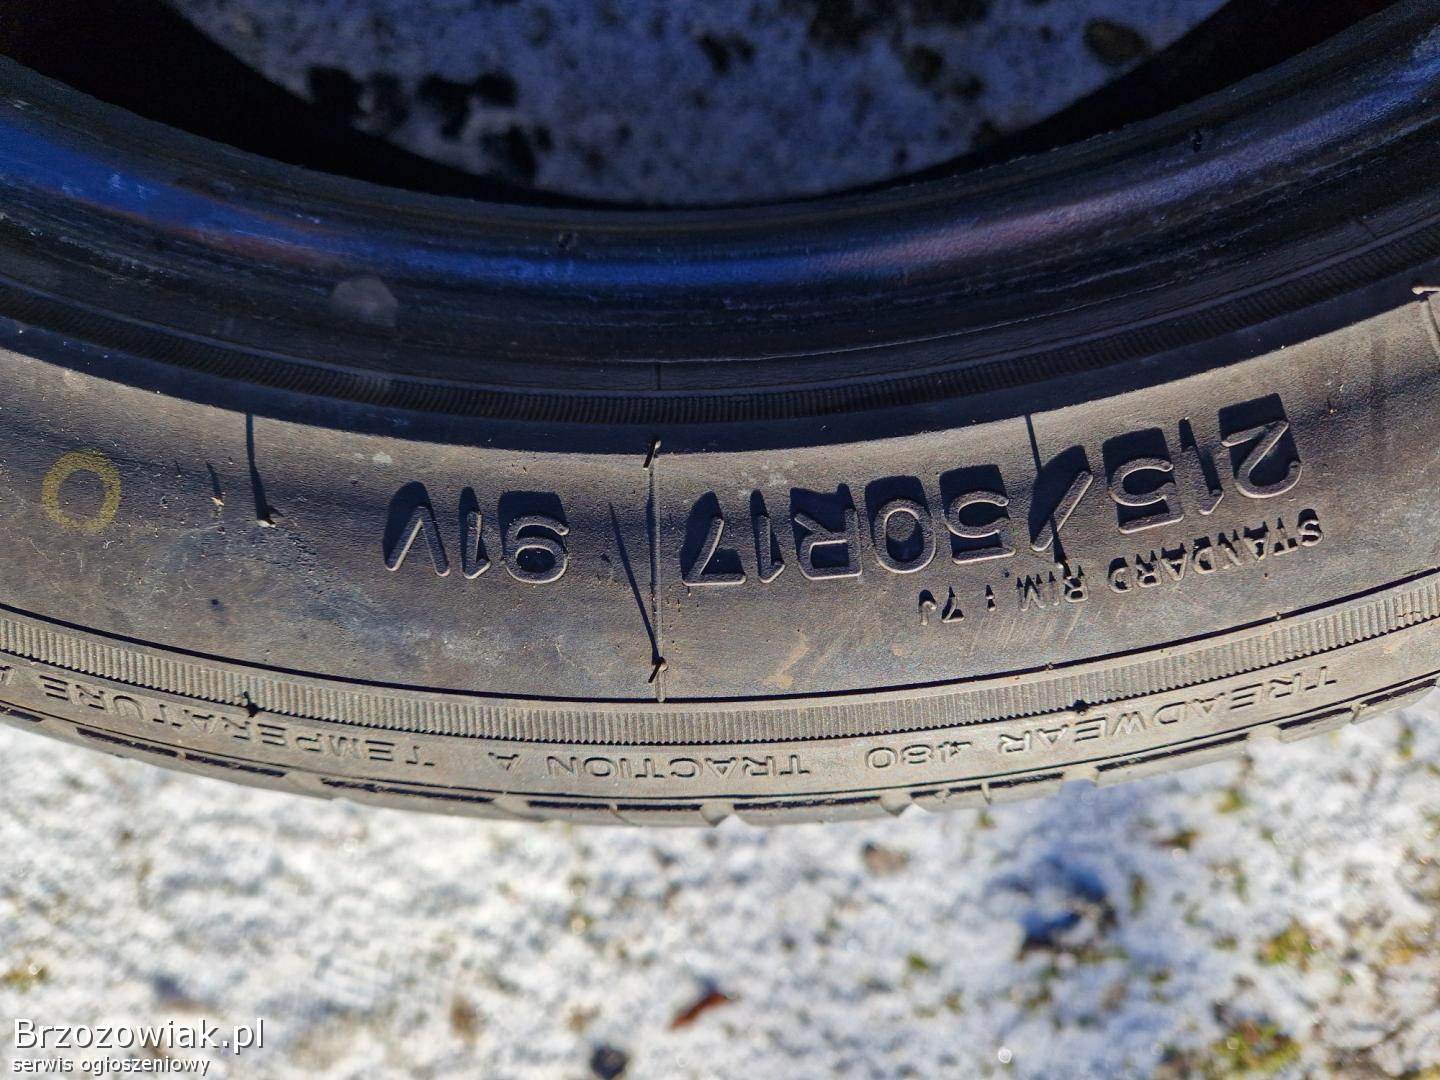 215/50R17 91V
STANDARD RIM : 7J
TREADWEAR 480 TRACTION A TEMPERATURE A
Brzozowiak.pl
serwis ogłoszeniowy